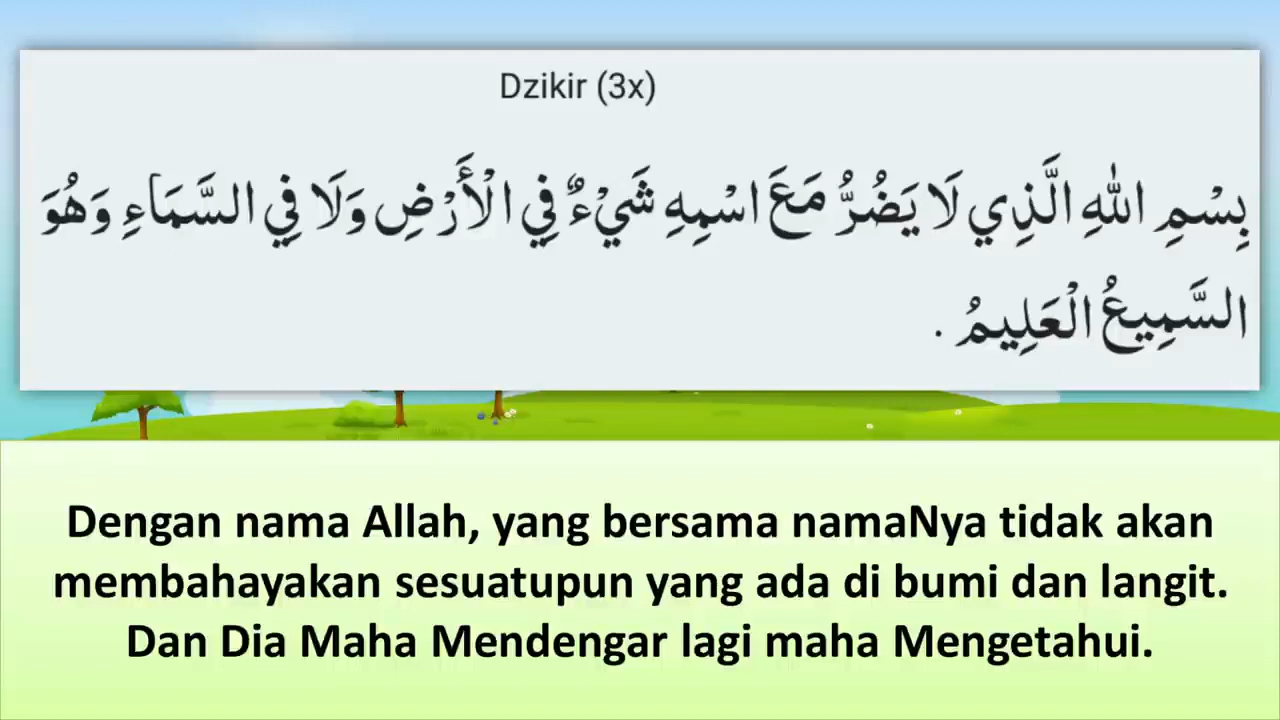 Dzikir (3x)
بِسْمِ اللهِ الَّذِي لَا يَضُرُّ مَعَ اسْمِهِ شَيْءٌ فِي الْأَرْضِ وَلَا فِي السَّمَاءِ وَهُوَ
السَّمِيعُ الْعَلِيمُ .
Dengan nama Allah, yang bersama namaNya tidak akan
membahayakan sesuatupun yang ada di bumi dan langit.
Dan Dia Maha Mendengar lagi maha Mengetahui.